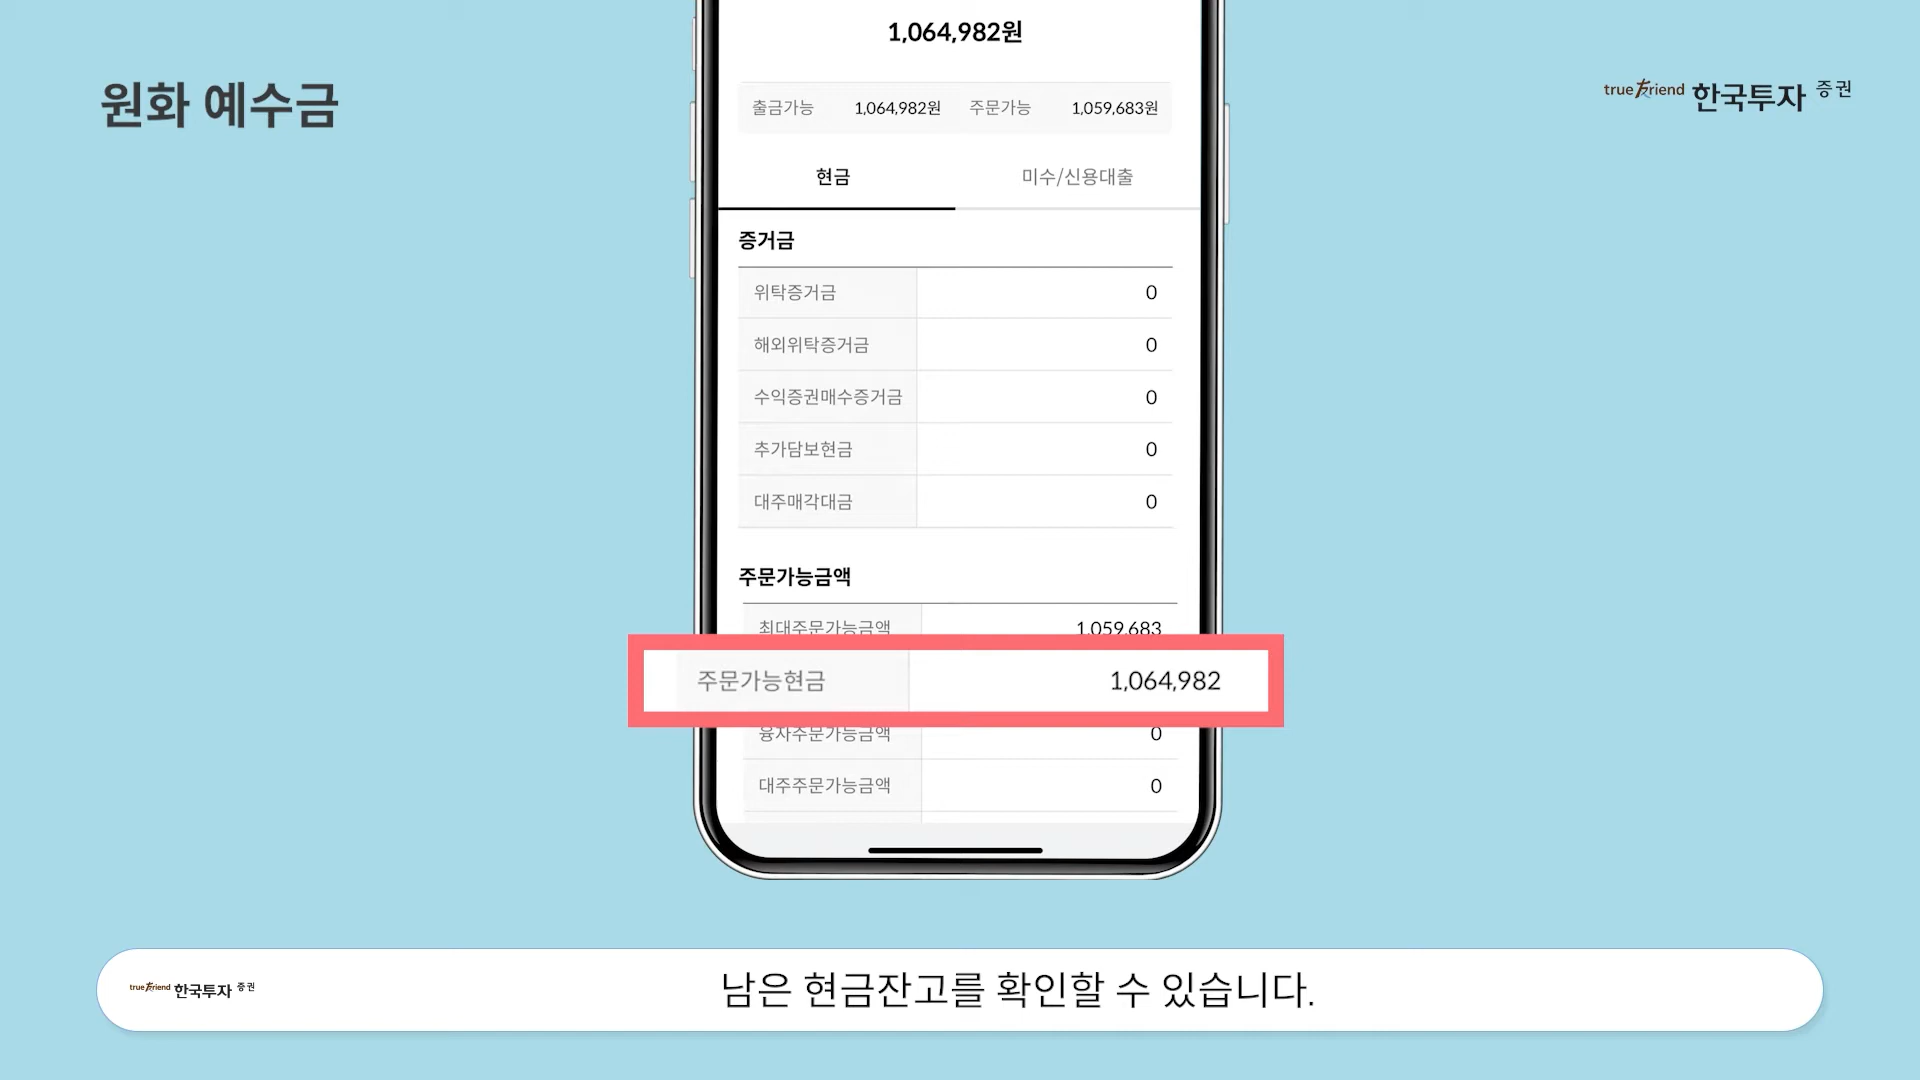 1,064,982원
원화 예수금
true friend 한국투자 증권
출금가능 1,064,982원 주문가능 1,059,683원
현금 미수/신용대출
증거금
위탁증거금 0
해외위탁증거금 0
수익증권매수증거금 0
추가담보현금 0
대주매각대금 0
주문가능금액
최대주문가능금액 1,059,683
주문가능현금 1,064,982
융자주문가능금액 0
대주주문가능금액 0
true friend 한국투자 증권
남은 현금잔고를 확인할 수 있습니다.